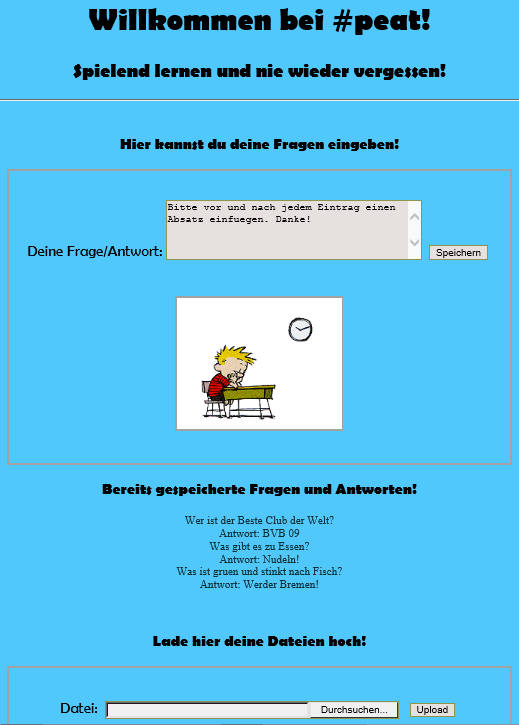 Willkommen bei #peat!
Spielend lernen und nie wieder vergessen!
Hier kannst du deine Fragen eingeben!
Bitte vor und nach jedem Eintrag einen
Absatz einfuegen. Danke!
Deine Frage/Antwort:
Speichern
Bereits gespeicherte Fragen und Antworten!
Wer ist der Beste Club der Welt?
Antwort: BVB 09
Was gibt es zu Essen?
Antwort: Nudeln!
Was ist gruen und stinkt nach Fisch?
Antwort: Werder Bremen!
Lade hier deine Dateien hoch!
Datei: Durchsuchen... Upload